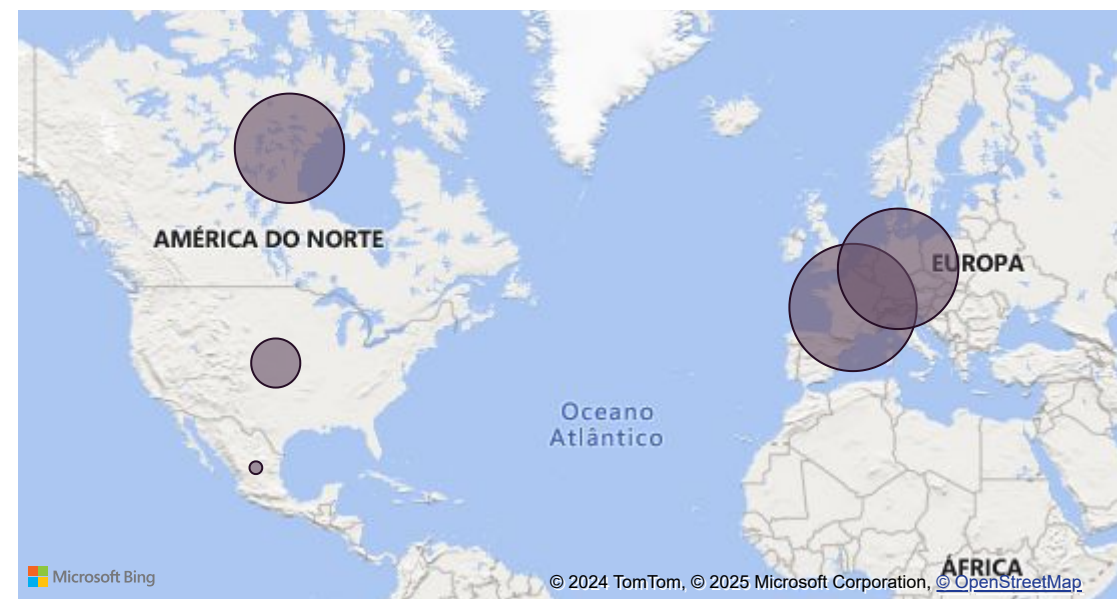 AMÉRICA DO NORTE
EUROPA
Oceano
Atlântico
ÁFRICA
Microsoft Bing
© 2024 TomTom, © 2025 Microsoft Corporation, © OpenStreetMap